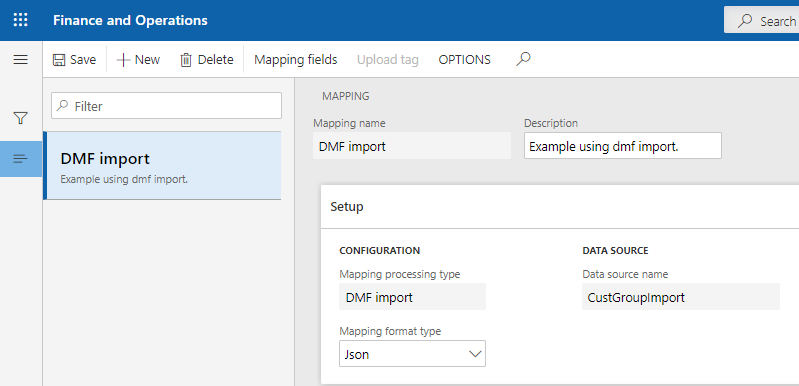 Finance and Operations
Search
Save
New
Delete
Mapping fields
Upload tag
OPTIONS
Filter
DMF import
Example using dmf import.
MAPPING
Mapping name
Description
DMF import
Example using dmf import.
Setup
CONFIGURATION
DATA SOURCE
Mapping processing type
Data source name
DMF import
CustGroupImport
Mapping format type
Json